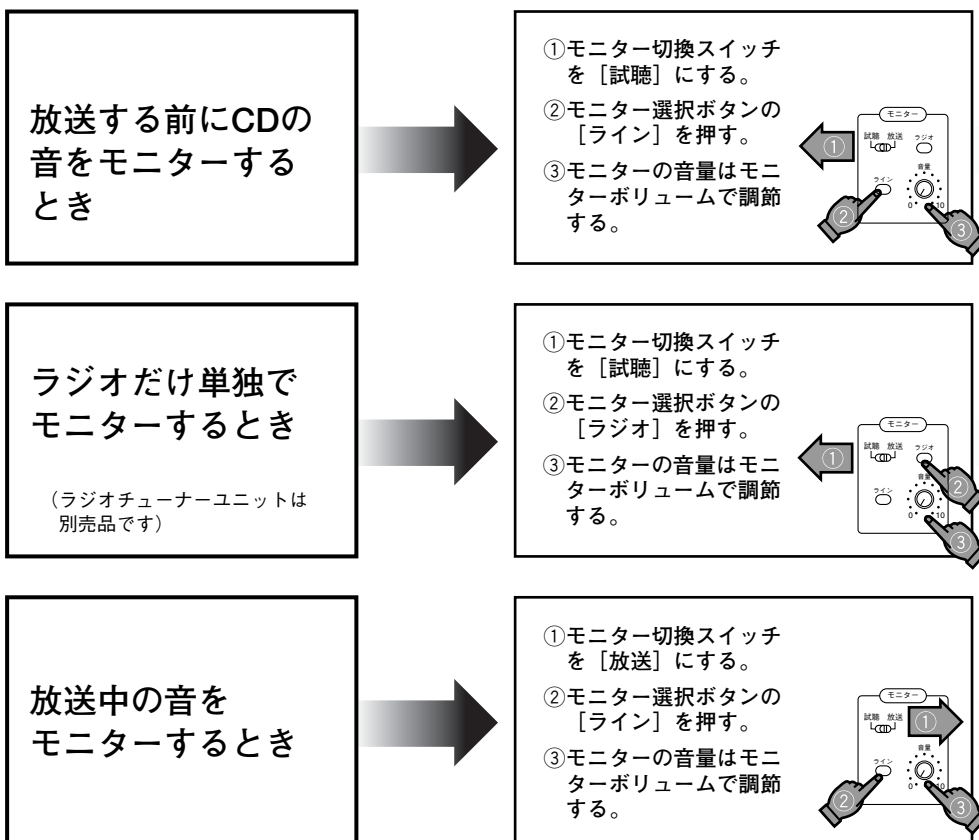 放送する前にCDの
音をモニターする
とき
①モニター切換スイッチ
を［試聴］にする。
②モニター選択ボタンの
［ライン］を押す。
③モニターの音量はモニ
ターボリュームで調節
する。
モニター
試聴 放送 ラジオ
①
音量
ライン
0 10
②
③
ラジオだけ単独で
モニターするとき
（ラジオチューナーユニットは
別売品です）
①モニター切換スイッチ
を［試聴］にする。
②モニター選択ボタンの
［ラジオ］を押す。
③モニターの音量はモニ
ターボリュームで調節
する。
モニター
試聴 放送 ラジオ
①
音量
ライン
②
0 10
③
放送中の音を
モニターするとき
①モニター切換スイッチ
を［放送］にする。
②モニター選択ボタンの
［ライン］を押す。
③モニターの音量はモニ
ターボリュームで調節
する。
モニター
試聴 放送
①
音量
ライン
0 10
②
③